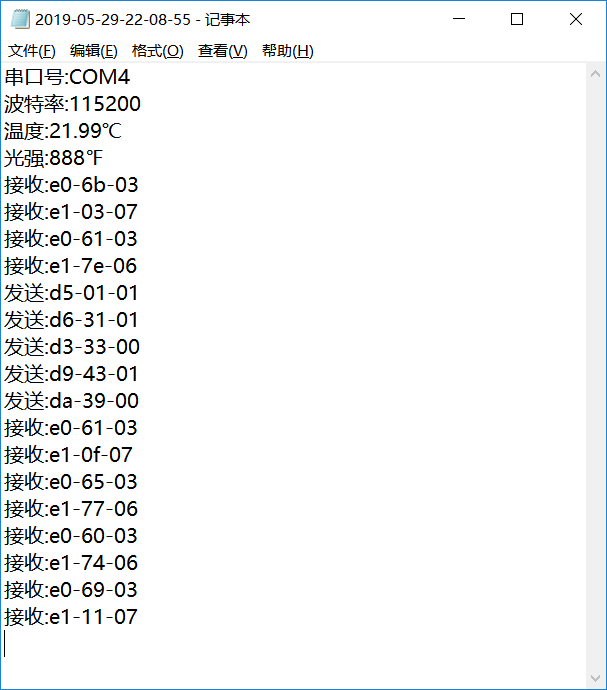 2019-05-29-22-08-55 - 记事本
文件(F) 编辑(E) 格式(O) 查看(V) 帮助(H)
串口号:COM4
波特率:115200
温度:21.99℃
光强:888℉
接收:e0-6b-03
接收:e1-03-07
接收:e0-61-03
接收:e1-7e-06
发送:d5-01-01
发送:d6-31-01
发送:d3-33-00
发送:d9-43-01
发送:da-39-00
接收:e0-61-03
接收:e1-0f-07
接收:e0-65-03
接收:e1-77-06
接收:e0-60-03
接收:e1-74-06
接收:e0-69-03
接收:e1-11-07